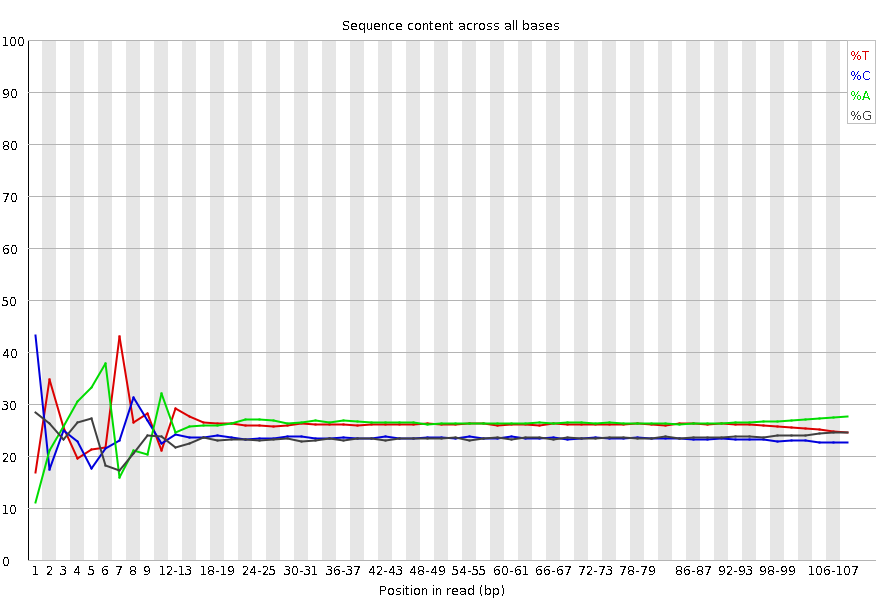 Sequence content across all bases
100
90
80
70
60
50
40
30
20
10
0
%T
%C
%A
%G
1 2 3 4 5 6 7 8 9 12-13 18-19 24-25 30-31 36-37 42-43 48-49 54-55 60-61 66-67 72-73 78-79 86-87 92-93 98-99 106-107
Position in read (bp)